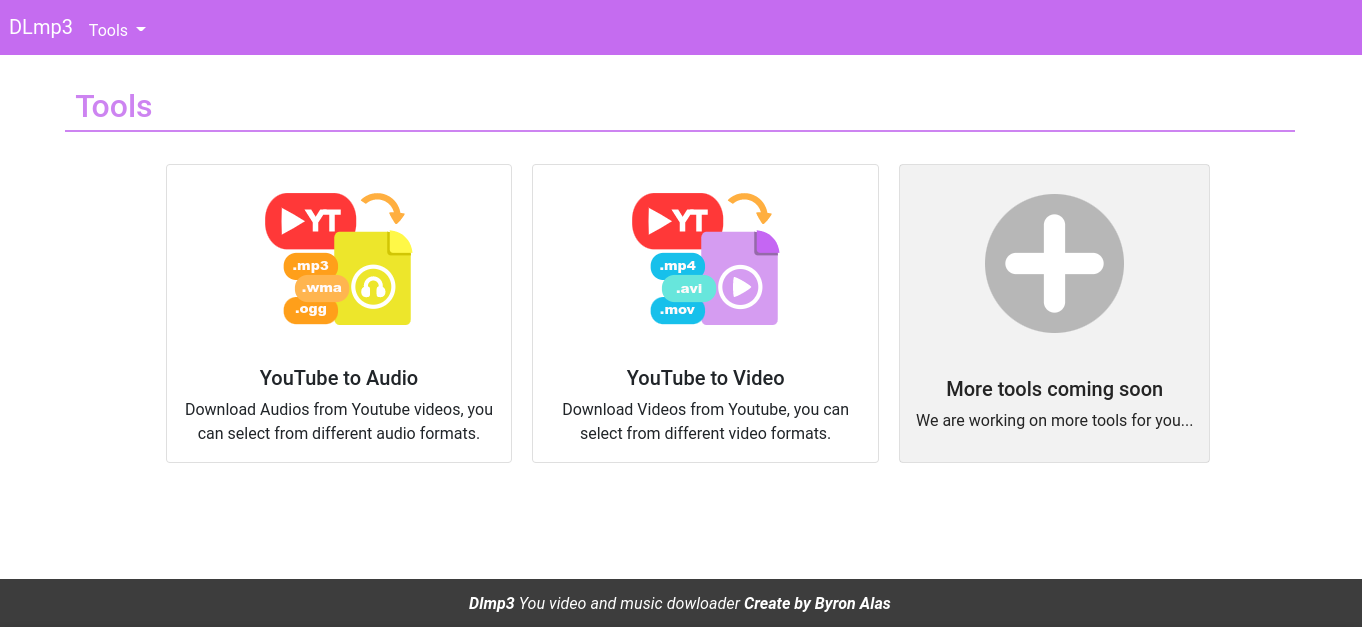 DLmp3 Tools
Tools
YT
.mp3
.wma
.ogg
YouTube to Audio
Download Audios from Youtube videos, you
can select from different audio formats.
YT
.mp4
.avi
.mov
YouTube to Video
Download Videos from Youtube, you can
select from different video formats.
More tools coming soon
We are working on more tools for you...
Dlmp3 You video and music dowloader Create by Byron Alas